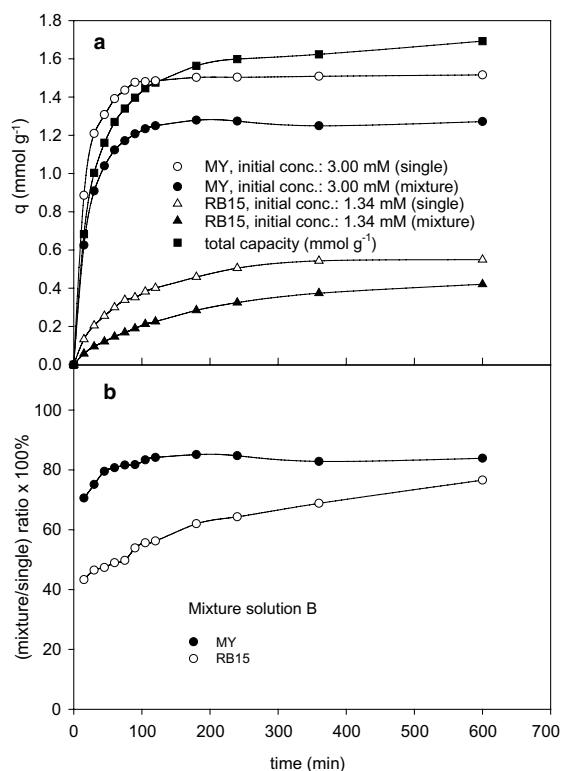 a
1.8
1.6
1.4
1.2
1.0
0.8
0.6
0.4
0.2
0.0
q (mmol g-1)
MY, initial conc.: 3.00 mM (single)
MY, initial conc.: 3.00 mM (mixture)
RB15, initial conc.: 1.34 mM (single)
RB15, initial conc.: 1.34 mM (mixture)
total capacity (mmol g-1)
b
100
80
60
40
20
0
(mixture/single) ratio x 100%
Mixture solution B
MY
RB15
0 100 200 300 400 500 600 700
time (min)